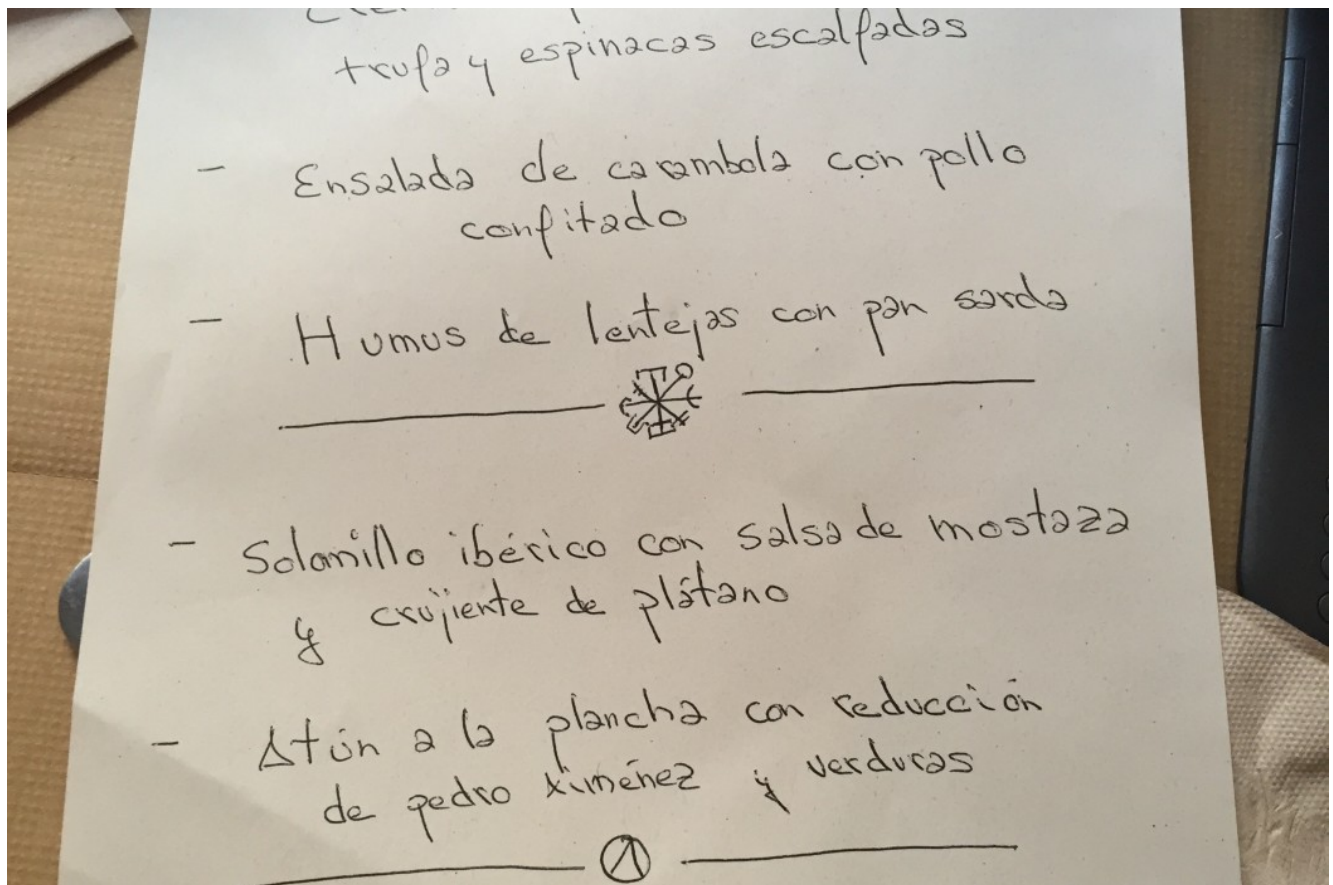 trufa y espinacas escalfadas
- Ensalada de carambola con pollo
confitado
- Humus de lentejas con pan sarda
- Solomillo ibérico con salsa de mostaza
y crujiente de plátano
- Atún a la plancha con reducción
de pedro ximénez y verduras